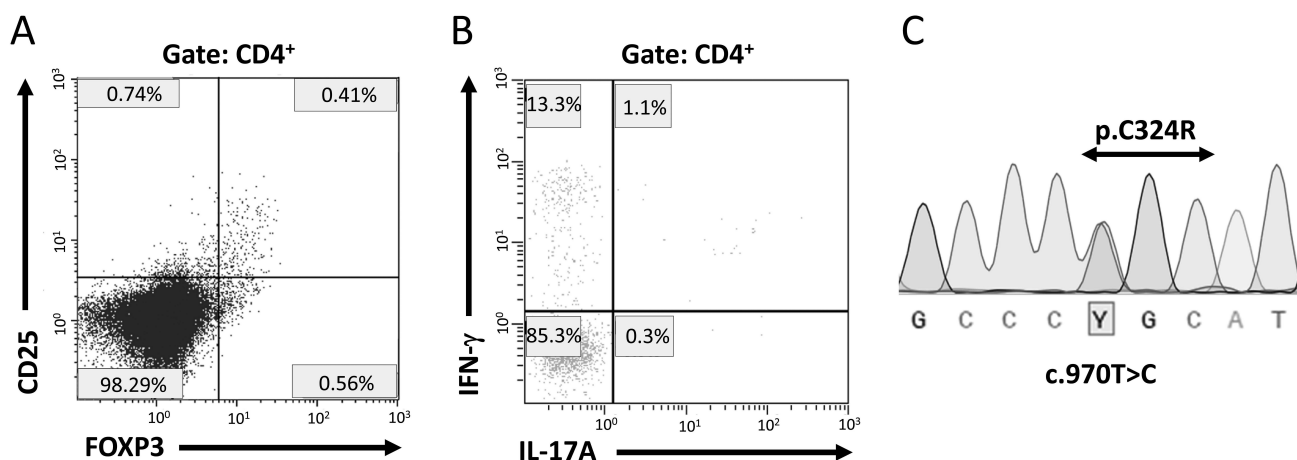 A
Gate: CD4⁺
0.74%
0.41%
98.29%
0.56%
10³
10²
10¹
10⁰
10⁰
10¹
10²
10³
CD25
FOXP3
B
Gate: CD4⁺
13.3%
1.1%
85.3%
0.3%
10³
10²
10¹
10⁰
10⁰
10¹
10²
10³
IFN-γ
IL-17A
C
p.C324R
G C C C Y G C A T
c.970T>C